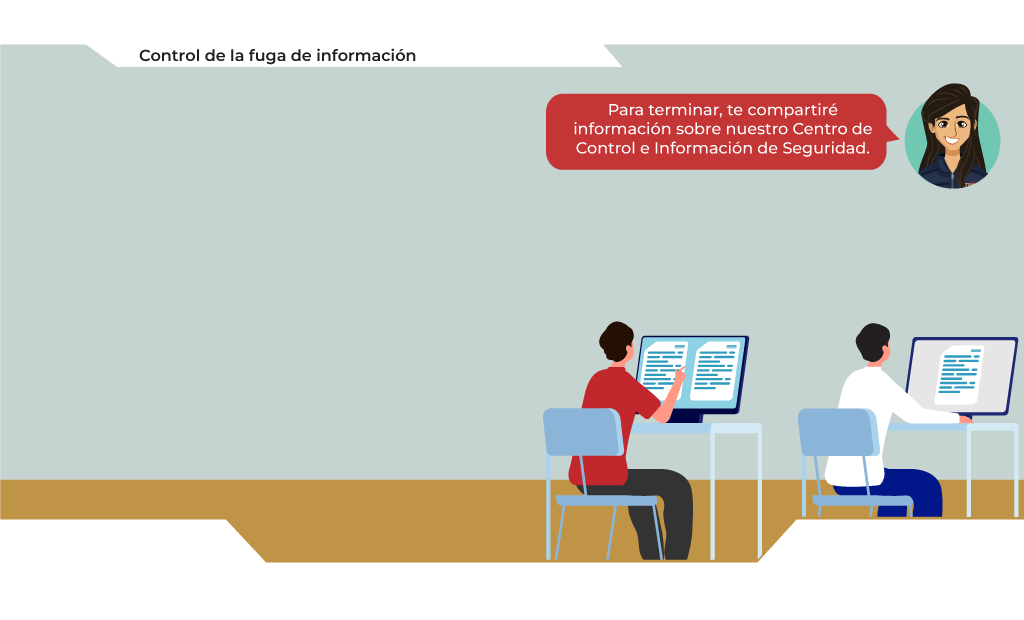 Control de la fuga de información
Para terminar, te compartiré
información sobre nuestro Centro de
Control e Información de Seguridad.